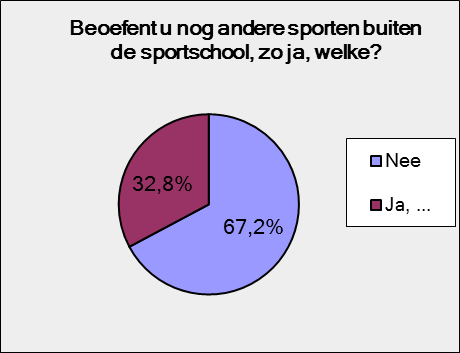 Beoefent u nog andere sporten buiten
de sportschool, zo ja, welke?
32,8%
67,2%
Nee
Ja, ...